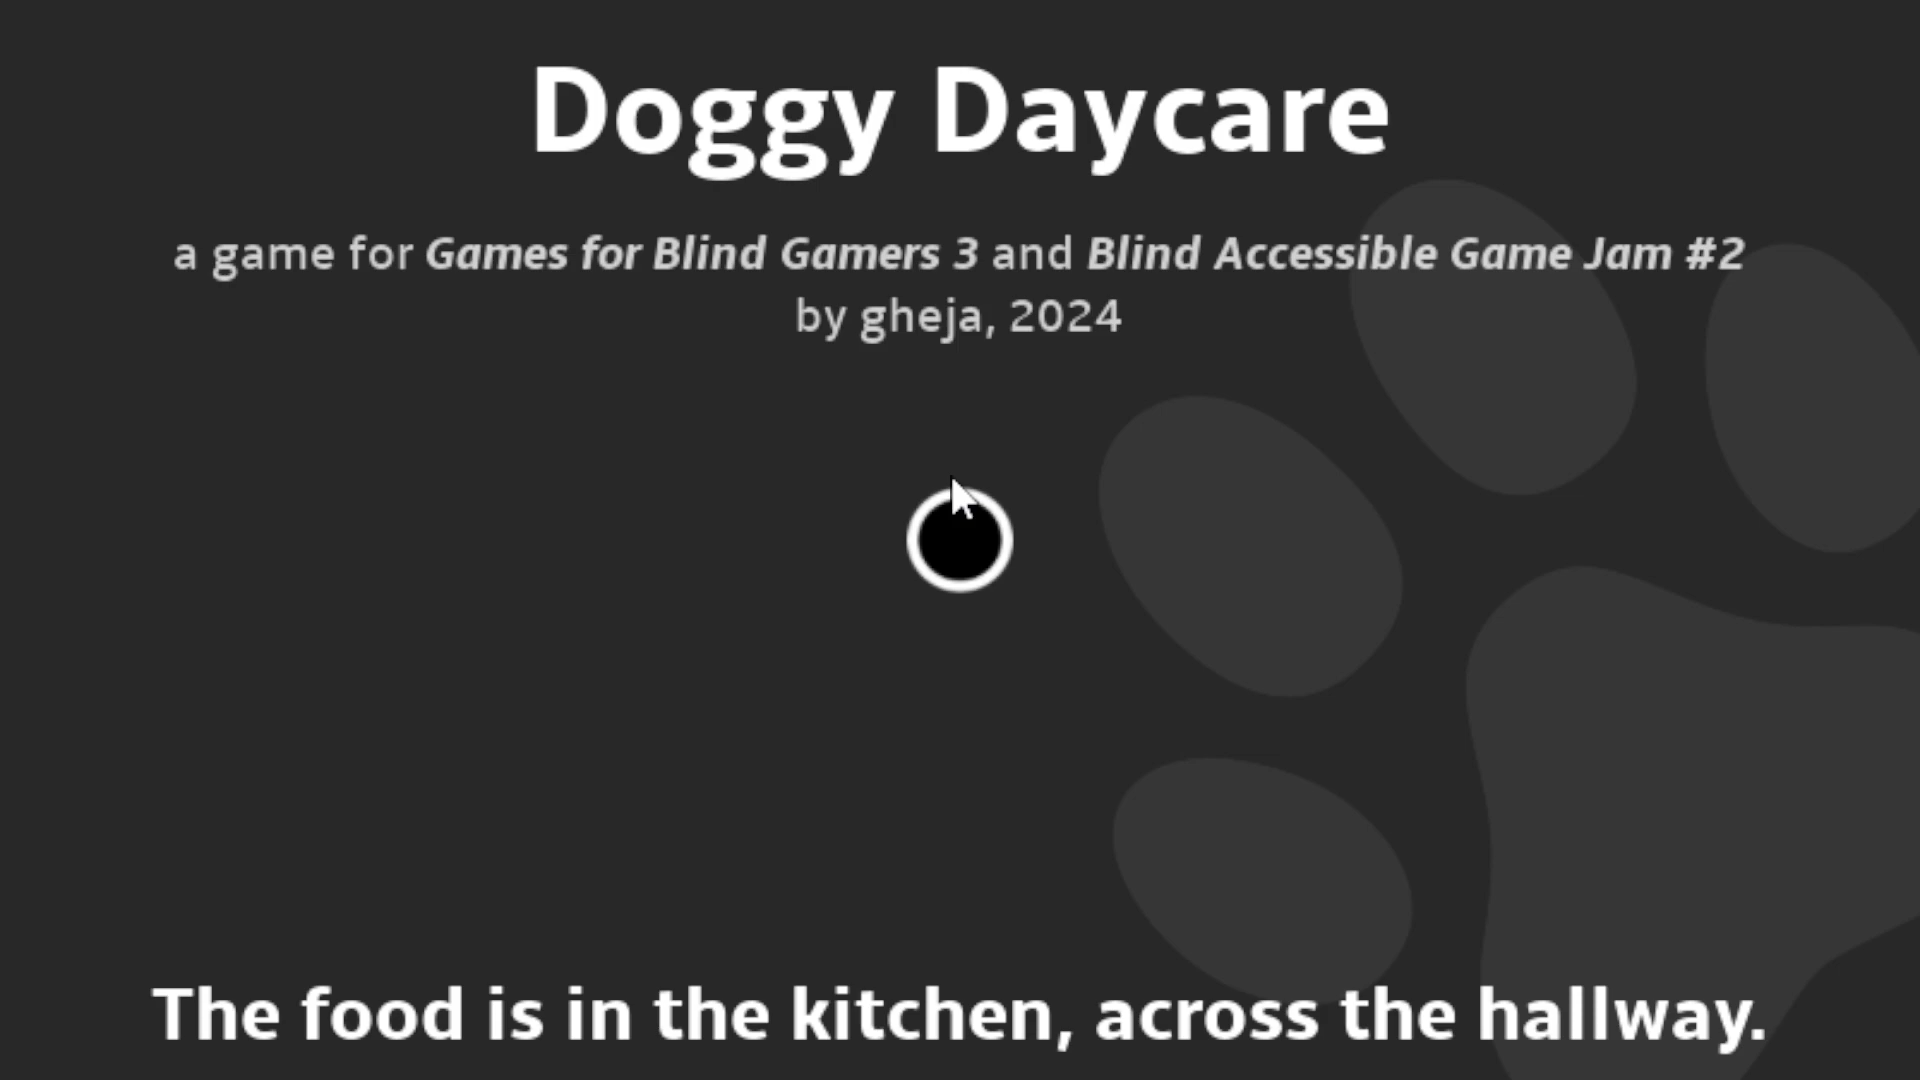 Doggy Daycare
a game for Games for Blind Gamers 3 and Blind Accessible Game Jam #2
by gheja, 2024
The food is in the kitchen, across the hallway.